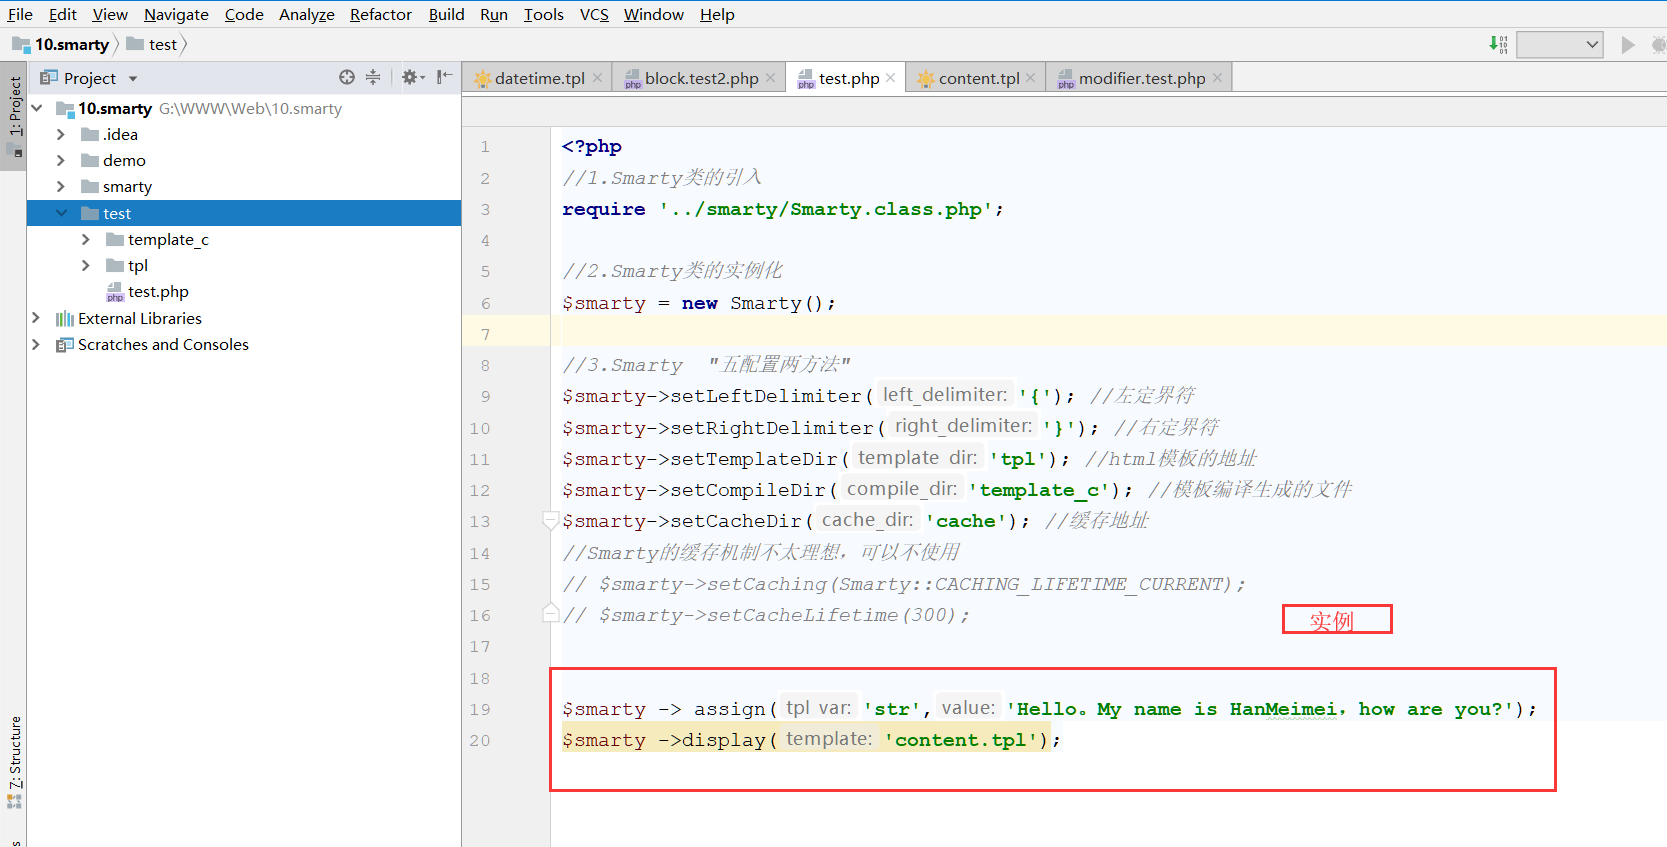 File Edit View Navigate Code Analyze Refactor Build Run Tools VCS Window Help
10.smarty test
Project
datetime.tpl block.test2.php test.php content.tpl modifier.test.php
1: Project
10.smarty G:\WWW\Web\10.smarty
.idea
demo
smarty
test
template_c
tpl
test.php
External Libraries
Scratches and Consoles
7: Structure
1 <?php
2 //1.Smarty类的引入
3 require '../smarty/Smarty.class.php';
4
5 //2.Smarty类的实例化
6 $smarty = new Smarty();
7
8 //3.Smarty "五配置两方法"
9 $smarty->setLeftDelimiter( left_delimiter: '{'); //左定界符
10 $smarty->setRightDelimiter( right_delimiter: '}'); //右定界符
11 $smarty->setTemplateDir( template_dir: 'tpl'); //html模板的地址
12 $smarty->setCompileDir( compile_dir: 'template_c'); //模板编译生成的文件
13 $smarty->setCacheDir( cache_dir: 'cache'); //缓存地址
14 //Smarty的缓存机制不太理想，可以不使用
15 // $smarty->setCaching(Smarty::CACHING_LIFETIME_CURRENT);
16 // $smarty->setCacheLifetime(300);
实例
17
18
19 $smarty -> assign( tpl_var: 'str', value: 'Hello。My name is HanMeimei，how are you?');
20 $smarty ->display( template: 'content.tpl');